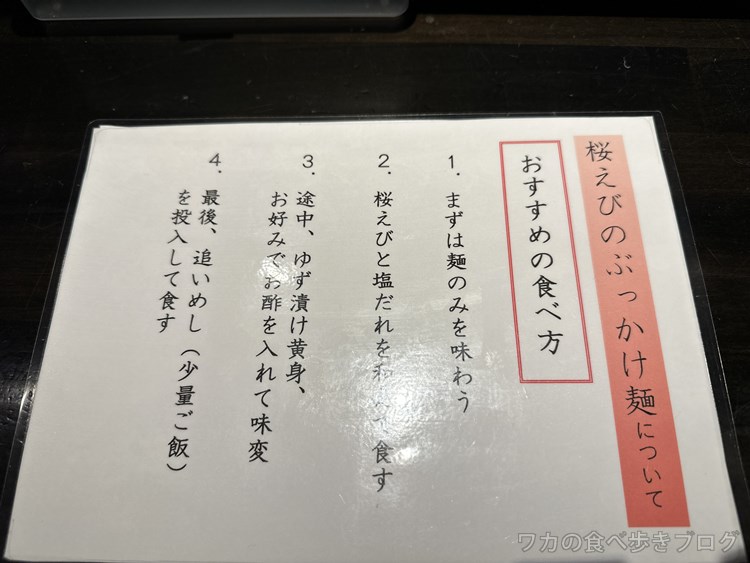 桜えびのぶっかけ麺について
おすすめの食べ方
1．まずは麺のみを味わう
2．桜えびと塩だれを和えて食す
3．途中、ゆず漬け黄身、
お好みでお酢を入れて味変
4．最後、追いめし（少量ご飯）
を投入して食す
ワカの食べ歩きブログ